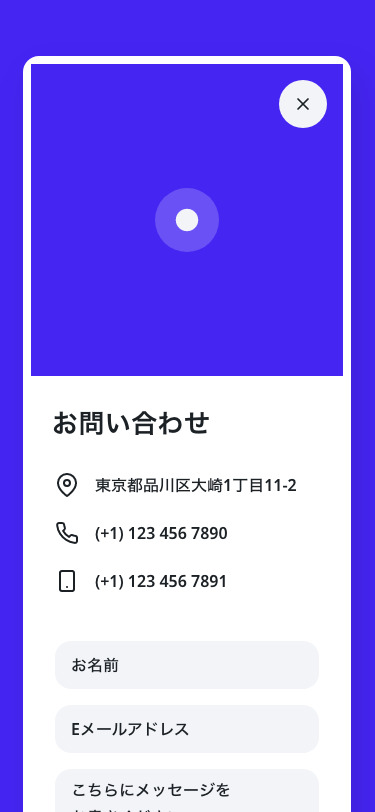 お問い合わせ
東京都品川区大崎1丁目11-2
(+1) 123 456 7890
(+1) 123 456 7891
お名前
Eメールアドレス
こちらにメッセージを